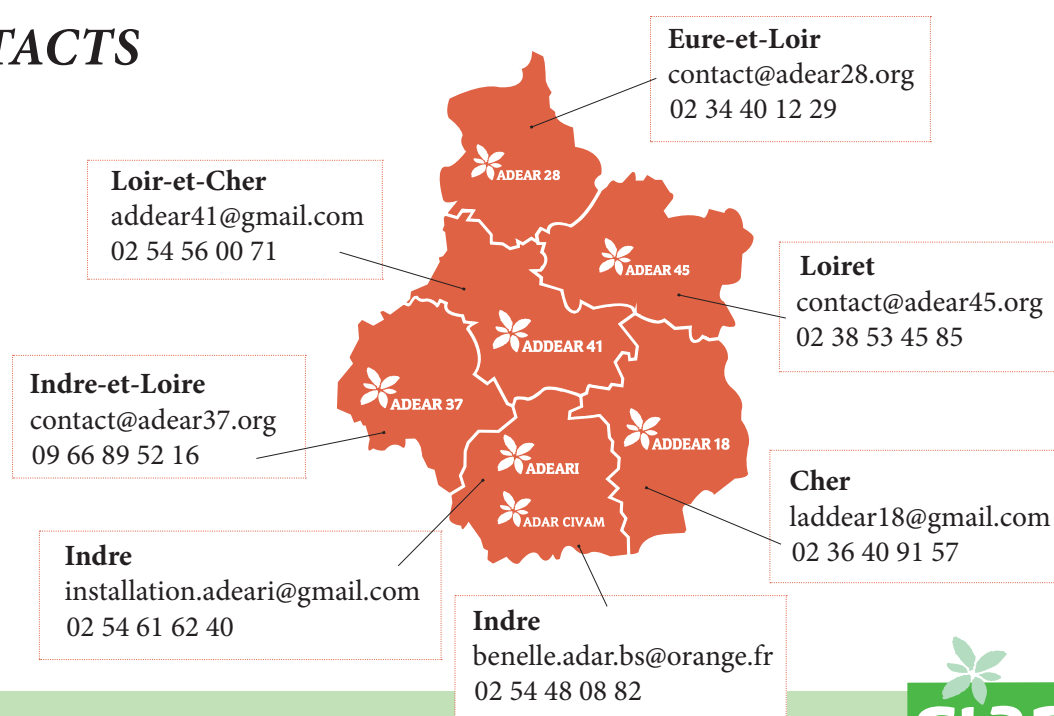 TACTS
Eure-et-Loir
contact@adear28.org
02 34 40 12 29
Loir-et-Cher
addear41@gmail.com
02 54 56 00 71
ADEAR 28
ADEAR 45
Loiret
contact@adear45.org
02 38 53 45 85
ADDEAR 41
Indre-et-Loire
contact@adear37.org
09 66 89 52 16
ADEAR 37
ADDEAR 18
ADEARI
ADAR CIVAM
Cher
laddear18@gmail.com
02 36 40 91 57
Indre
installation.adeari@gmail.com
02 54 61 62 40
Indre
benelle.adar.bs@orange.fr
02 54 48 08 82